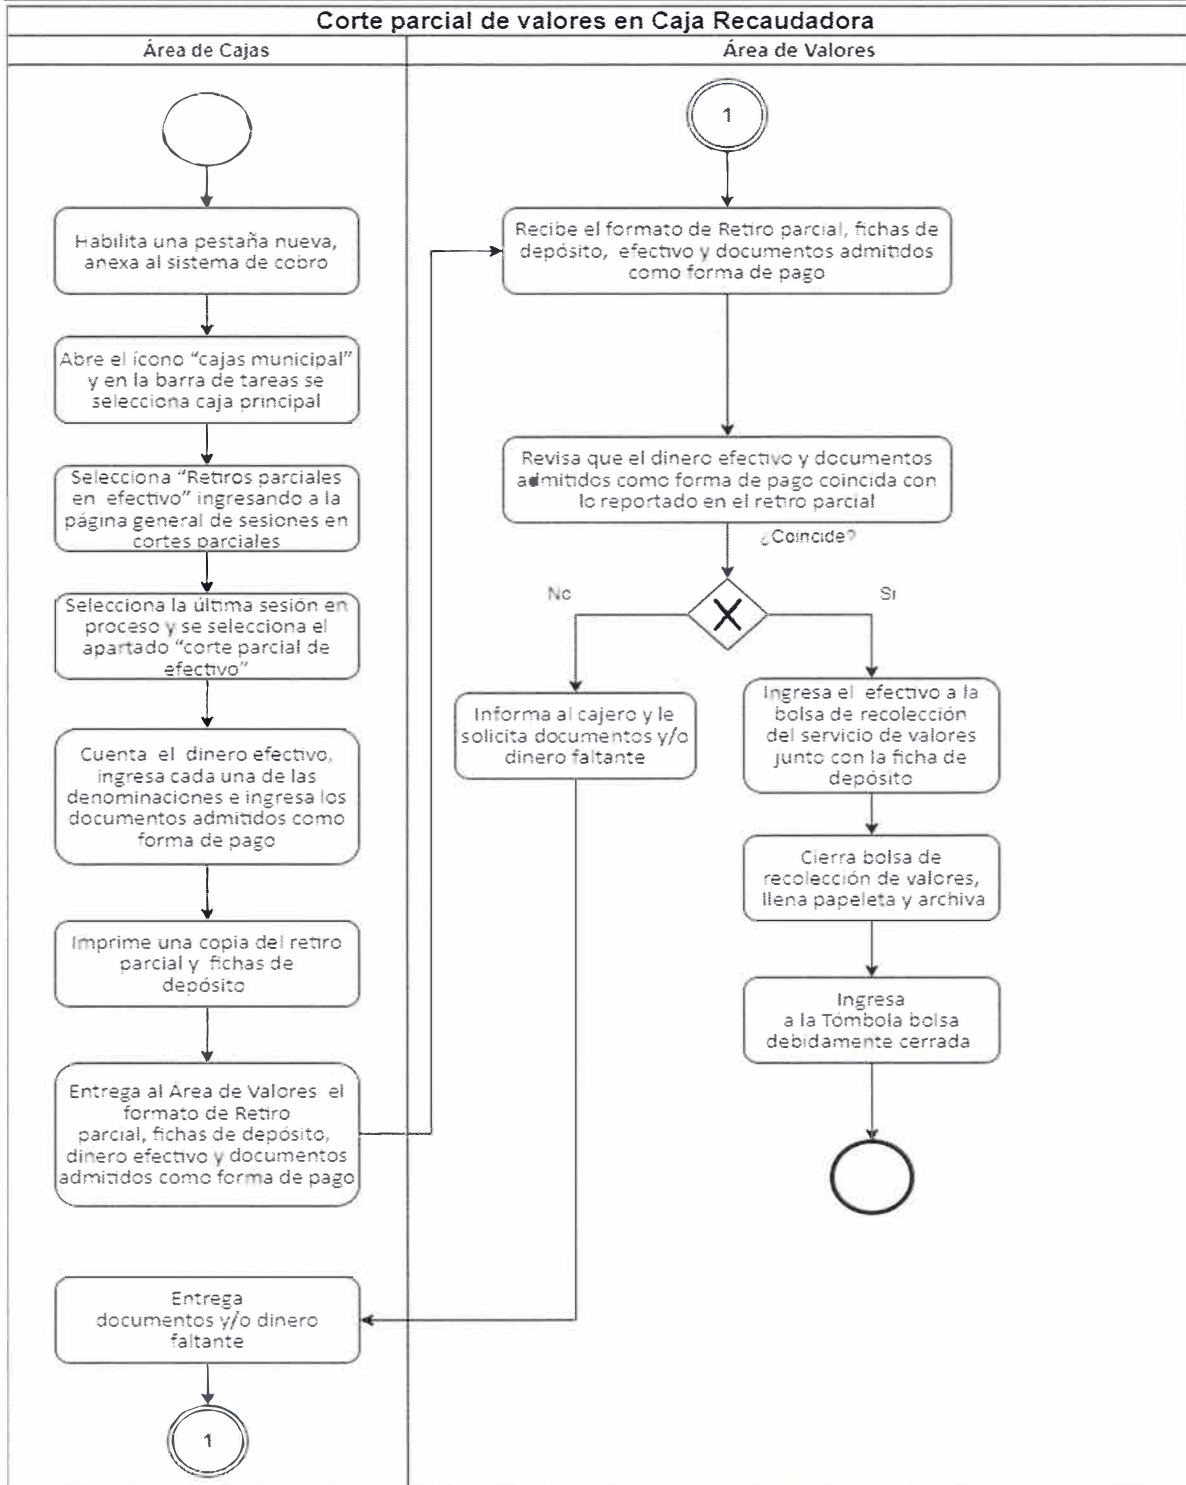 Corte parcial de valores en Caja Recaudadora
Área de Cajas
Área de Valores
Habilita una pestaña nueva,
anexa al sistema de cobro
Abre el ícono “cajas municipal”
y en la barra de tareas se
selecciona caja principal
Selecciona “Retiros parciales
en efectivo” ingresando a la
página general de sesiones en
cortes parciales
Selecciona la última sesión en
proceso y se selecciona el
apartado “corte parcial de
efectivo”
Cuenta el dinero efectivo,
ingresa cada una de las
denominaciones e ingresa los
documentos admitidos como
forma de pago
Imprime una copia del retiro
parcial y fichas de
depósito
Entrega al Área de Valores el
formato de Retiro
parcial, fichas de depósito,
dinero efectivo y documentos
admitidos como forma de pago
Entrega
documentos y/o dinero
faltante
1
1
Recibe el formato de Retiro parcial, fichas de
depósito, efectivo y documentos admitidos
como forma de pago
Revisa que el dinero efectivo y documentos
admitidos como forma de pago coincida con
lo reportado en el retiro parcial
¿Coincide?
No
Si
Informa al cajero y le
solicita documentos y/o
dinero faltante
Ingresa el efectivo a la
bolsa de recolección
del servicio de valores
junto con la ficha de
depósito
Cierra bolsa de
recolección de valores,
llena papeleta y archiva
Ingresa
a la Tómbola bolsa
debidamente cerrada